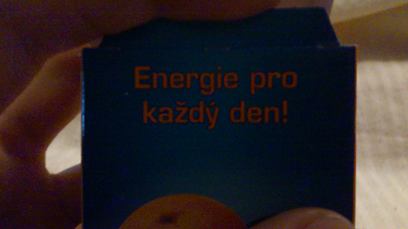 Energie pro
každý den!